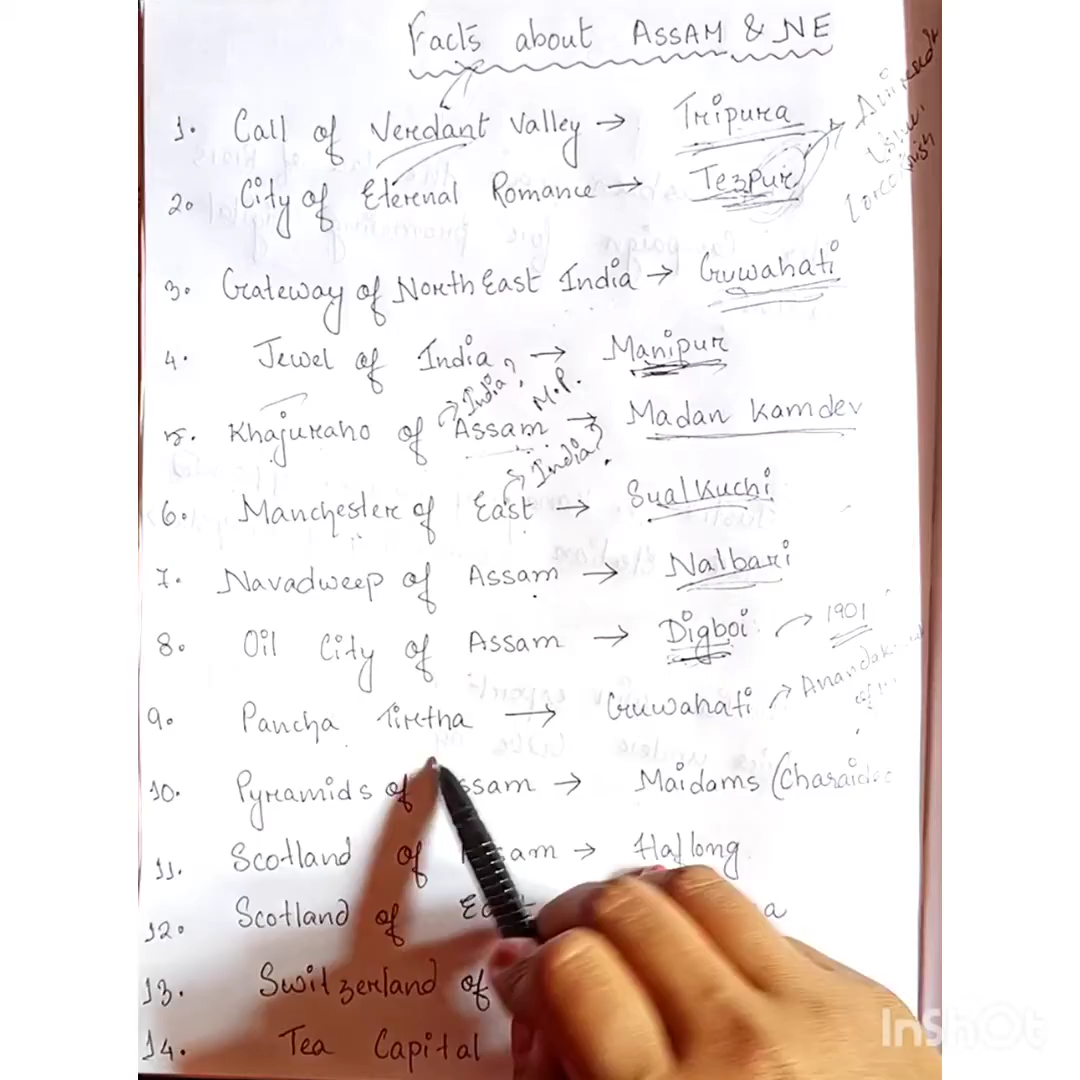 Facts about ASSAM & NE
1. Call of Verdant Valley → Tripura
2. City of Eternal Romance → Tezpur
3. Gateway of North East India → Guwahati
4. Jewel of India → Manipur
India? M.P.
5. Khajuraho of Assam → Madan Kamdev
India?
6. Manchester of East → Sualkuchi
7. Navadweep of Assam → Nalbari
8. Oil City of Assam → Digboi → 1901
9. Pancha Tiretha → Guwahati →
10. Pyramids of Assam → Maidams (Charaideo
11. Scotland of Assam → Haflong
12. Scotland of East
13. Switzerland of
14. Tea Capital
InShOt